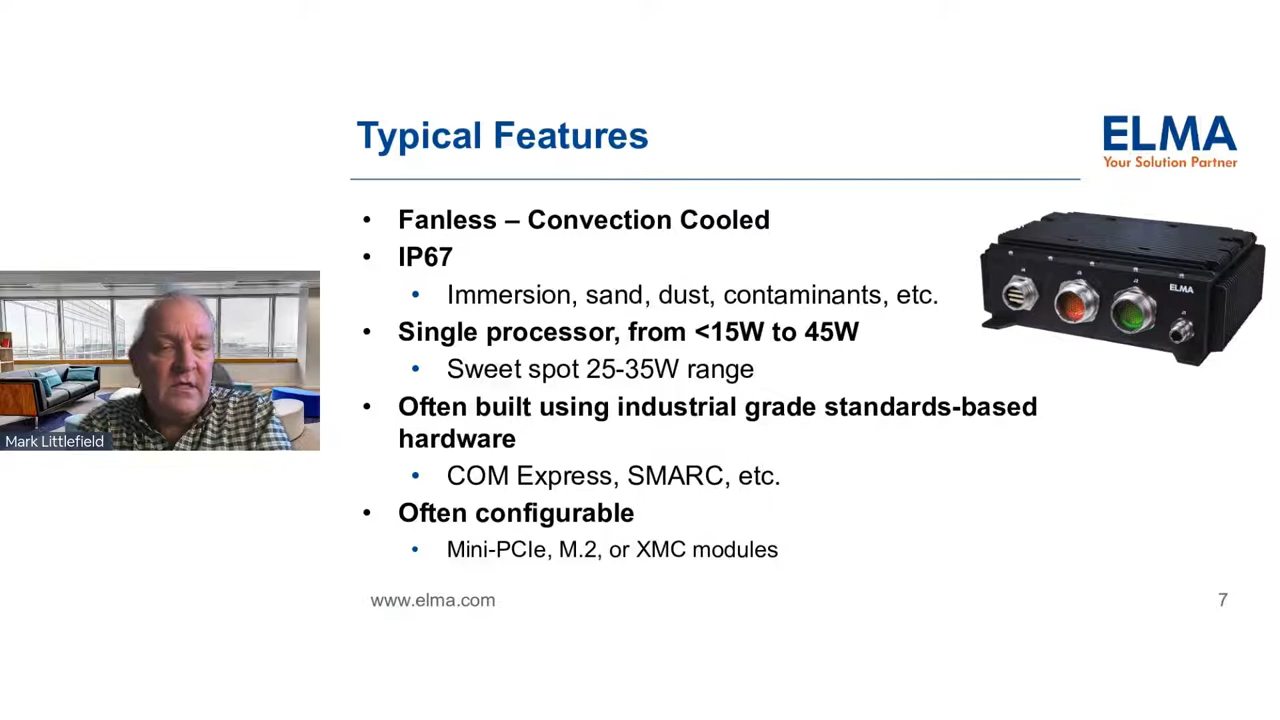 Typical Features
ELMA
Your Solution Partner
• Fanless – Convection Cooled
• IP67
• Immersion, sand, dust, contaminants, etc.
• Single processor, from <15W to 45W
• Sweet spot 25-35W range
• Often built using industrial grade standards-based
hardware
• COM Express, SMARC, etc.
• Often configurable
• Mini-PCIe, M.2, or XMC modules
ELMA
Mark Littlefield
www.elma.com
7